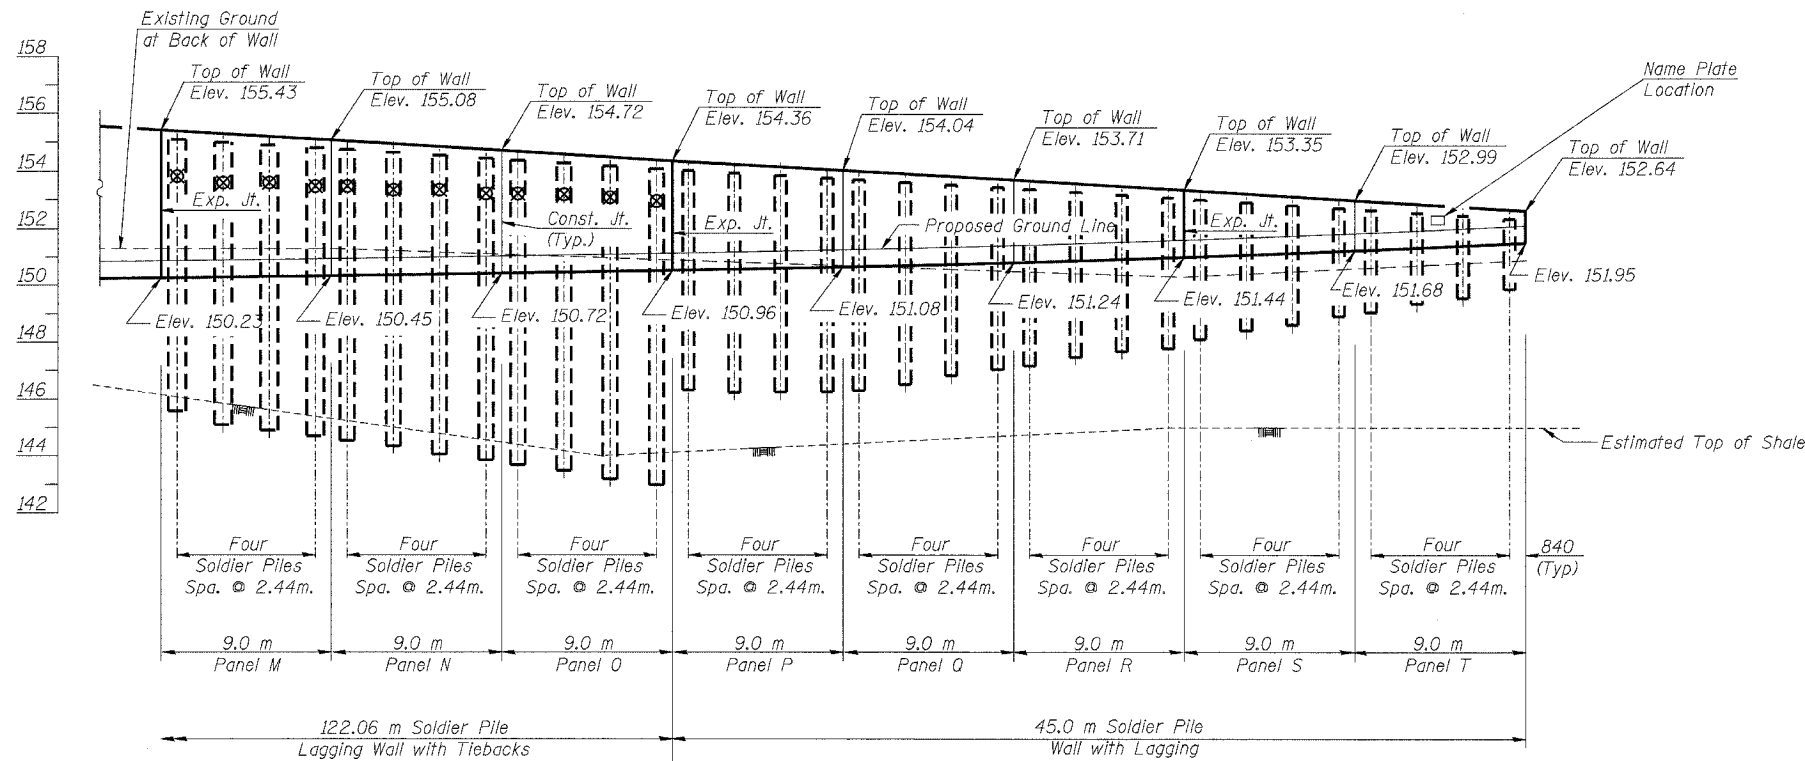 Existing Ground
at Back of Wall
158
156
154
152
150
148
146
144
142
Top of Wall
Elev. 155.43
Top of Wall
Elev. 155.08
Top of Wall
Elev. 154.72
Top of Wall
Elev. 154.36
Top of Wall
Elev. 154.04
Top of Wall
Elev. 153.71
Top of Wall
Elev. 153.35
Top of Wall
Elev. 152.99
Top of Wall
Elev. 152.64
Name Plate
Location
Exp. Jt.
Const. Jt.
(Typ.)
Exp. Jt.
Proposed Ground Line
Exp. Jt.
Elev. 150.23
Elev. 150.45
Elev. 150.72
Elev. 150.96
Elev. 151.08
Elev. 151.24
Elev. 151.44
Elev. 151.68
Elev. 151.95
Estimated Top of Shale
Four
Soldier Piles
Spa. @ 2.44m.
Four
Soldier Piles
Spa. @ 2.44m.
Four
Soldier Piles
Spa. @ 2.44m.
Four
Soldier Piles
Spa. @ 2.44m.
Four
Soldier Piles
Spa. @ 2.44m.
Four
Soldier Piles
Spa. @ 2.44m.
Four
Soldier Piles
Spa. @ 2.44m.
Four
Soldier Piles
Spa. @ 2.44m.
840
(Typ)
9.0 m
Panel M
9.0 m
Panel N
9.0 m
Panel O
9.0 m
Panel P
9.0 m
Panel Q
9.0 m
Panel R
9.0 m
Panel S
9.0 m
Panel T
122.06 m Soldier Pile
Lagging Wall with Tiebacks
45.0 m Soldier Pile
Wall with Lagging